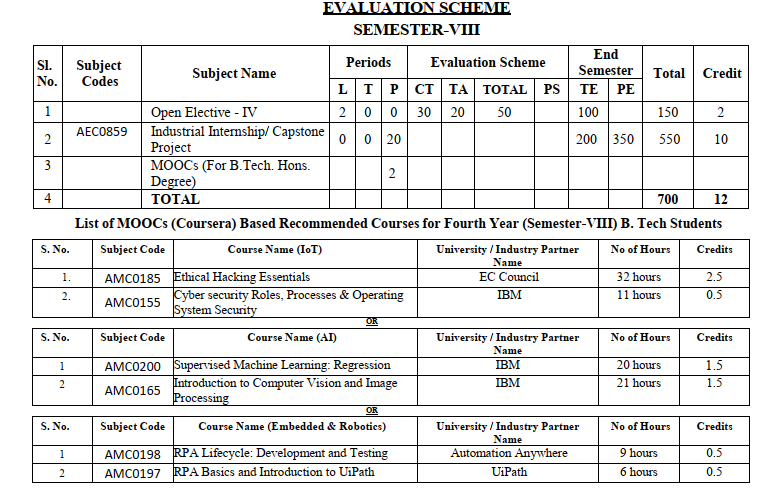 EVALUATION SCHEME
SEMESTER-VIII
Sl. No. Subject Codes Subject Name Periods Evaluation Scheme End Semester Total Credit
L T P CT TA TOTAL PS TE PE
1 Open Elective - IV 2 0 0 30 20 50 100 150 2
2 AEC0859 Industrial Internship/ Capstone Project 0 0 20 200 350 550 10
3 MOOCs (For B.Tech. Hons. Degree) 2
4 TOTAL 700 12
List of MOOCs (Coursera) Based Recommended Courses for Fourth Year (Semester-VIII) B. Tech Students
S. No. Subject Code Course Name (IoT) University / Industry Partner Name No of Hours Credits
1. AMC0185 Ethical Hacking Essentials EC Council 32 hours 2.5
2. AMC0155 Cyber security Roles, Processes & Operating System Security IBM 11 hours 0.5
OR
S. No. Subject Code Course Name (AI) University / Industry Partner Name No of Hours Credits
1 AMC0200 Supervised Machine Learning: Regression IBM 20 hours 1.5
2 AMC0165 Introduction to Computer Vision and Image Processing IBM 21 hours 1.5
OR
S. No. Subject Code Course Name (Embedded & Robotics) University / Industry Partner Name No of Hours Credits
1 AMC0198 RPA Lifecycle: Development and Testing Automation Anywhere 9 hours 0.5
2 AMC0197 RPA Basics and Introduction to UiPath UiPath 6 hours 0.5